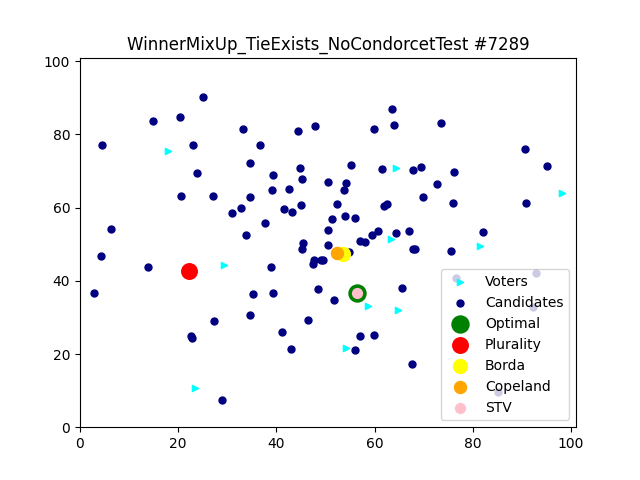 WinnerMixUp_TieExists_NoCondorcetTest #7289
100
80
60
40
20
0
0
20
40
60
80
100
Voters
Candidates
Optimal
Plurality
Borda
Copeland
STV